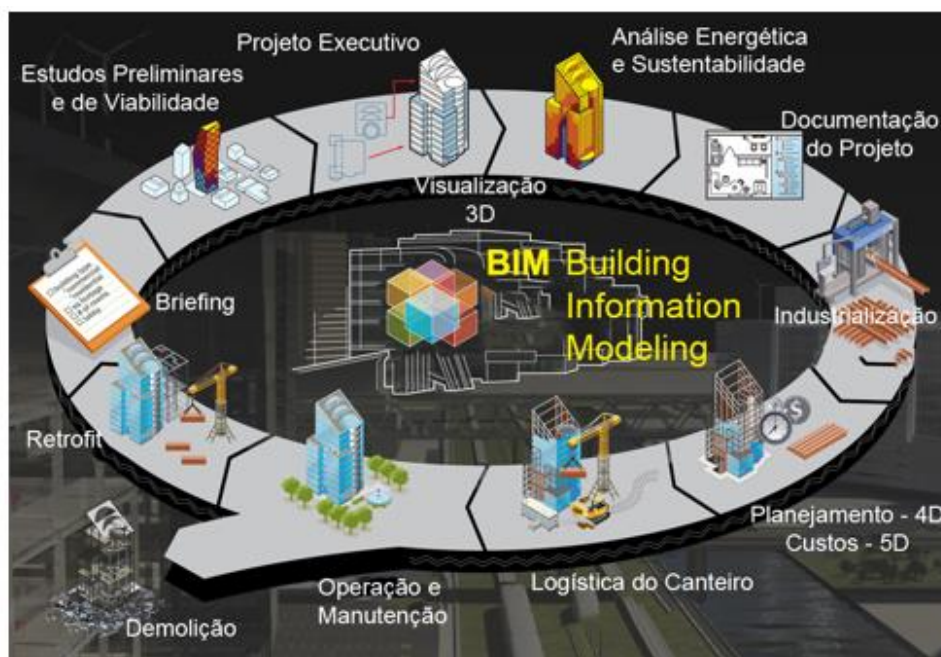 Projeto Executivo
Análise Energética
e Sustentabilidade
Estudos Preliminares
e de Viabilidade
Documentação
do Projeto
Visualização
3D
BIM Building
Information
Modeling
Briefing
Industrialização
Retrofit
Planejamento - 4D
Custos - 5D
Logística do Canteiro
Operação e
Manutenção
Demolição